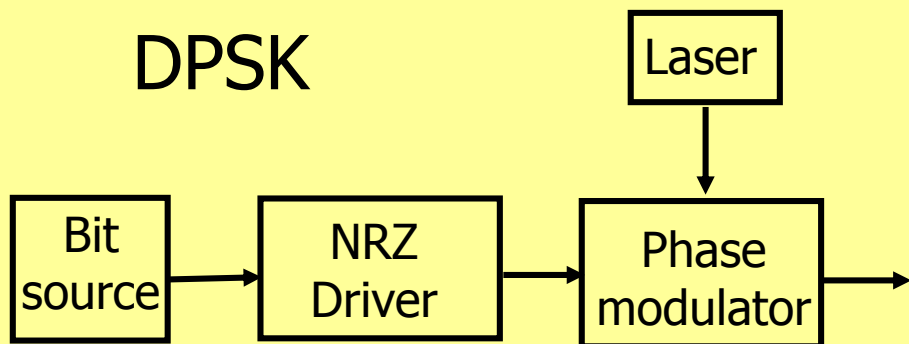 DPSK
Laser
Bit
source
NRZ
Driver
Phase
modulator